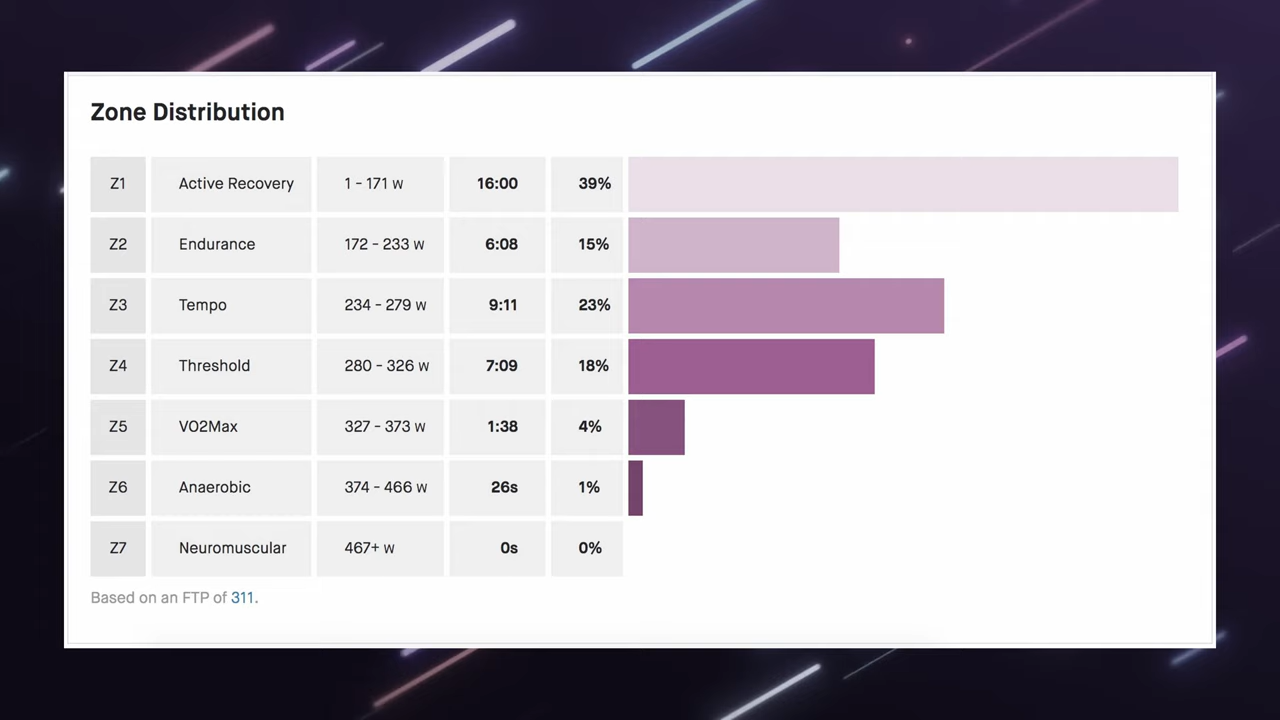 Zone Distribution
Z1 Active Recovery 1 - 171 W 16:00 39%
Z2 Endurance 172 - 233 W 6:08 15%
Z3 Tempo 234 - 279 W 9:11 23%
Z4 Threshold 280 - 326 W 7:09 18%
Z5 VO2Max 327 - 373 W 1:38 4%
Z6 Anaerobic 374 - 466 W 26s 1%
Z7 Neuromuscular 467+ W 0s 0%
Based on an FTP of 311.